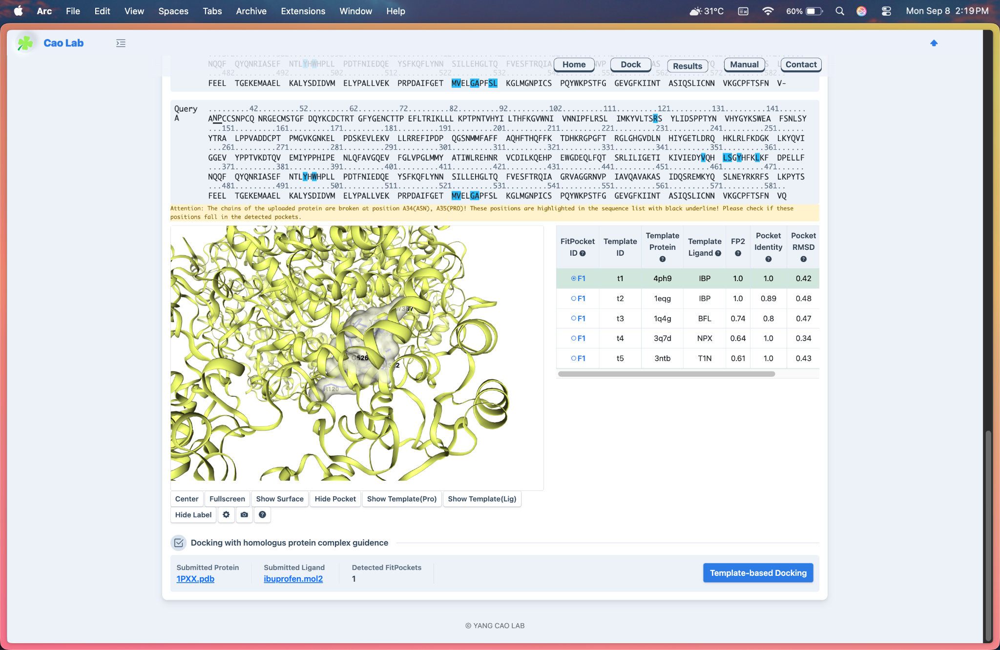 Arc File Edit View Spaces Tabs Archive Extensions Window Help 31°C 60% Mon Sep 8 2:19 PM
Cao Lab
Home Dock Results Manual Contact
NQQF QYQNRIASEF NTLYHWHPLL PDTFNIEDQE YSFKQFLYNN SILLEHGLTQ FVESFTRQIA
...482.........492.........502.........512.........522.........532.........542.........552.........562.........572.........582..
FEEL TGEKEMAAEL KALYSDIDVM ELYPALLVEK PRPDAIFGET MVELGAPFSL KGLMGNPICS PQYWKPSTFG GEVGFKIINT ASIQSLICNN VKGCPFTSFN V-
Query .........42.........52.........62.........72.........82.........92.........102.........111.........121.........131.........141......
A ANPCCSNPCQ NRGECMSTGF DQYKCDCTRT GFYGENCTTP EFLTRIKLLL KPTPNTVHYI LTHFKGVWNI VNNIPFLRSL IMKYVLTSRS YLIDSPPTYN VHYGYKSWEA FSNLSY
...151.........161.........171.........181.........191.........201.........211.........221.........231.........241.........251......
YTRA LPPVADDCPT PMGVKGNKEL PDSKEVLEKV LLRREFIPDP QGSNMMFAFF AQHFTHQFFK TDHKRGPGFT RGLGHGVDLN HIYGETLDRQ HKLRLFKDGK LKYQVI
...261.........271.........281.........291.........301.........311.........321.........331.........341.........351.........361......
GGEV YPPTVKDTQV EMIYPPHIPE NLQFAVGQEV FGLVPGLMMY ATIWLREHNR VCDILKQEHP EWGDEQLFQT SRLILIGETI KIVIEDYVQH LSGYHFKLKF DPELLF
...371.........381.........391.........401.........411.........421.........431.........441.........451.........461.........471......
NQQF QYQNRIASEF NTLYHWHPLL PDTFNIEDQE YSFKQFLYNN SILLEHGLTQ FVESFTRQIA GRVAGGRNVP IAVQAVAKAS IDQSREMKYQ SLNEYRKRFS LKPYTS
...481.........491.........501.........511.........521.........531.........541.........551.........561.........571.........581..
FEEL TGEKEMAAEL KALYSDIDVM ELYPALLVEK PRPDAIFGET MVELGAPFSL KGLMGNPICS PQYWKPSTFG GEVGFKIINT ASIQSLICNN VKGCPFTSFN VQ
Attention: The chains of the uploaded protein are broken at position A34(ASN), A35(PRO)! These positions are highlighted in the sequence list with black underline! Please check if these
positions fall in the detected pockets.
FitPocket ID Template ID Template Protein Template Ligand FP2 Pocket Identity Pocket RMSD
F1 t1 4ph9 IBP 1.0 1.0 0.42
F1 t2 1eqg IBP 1.0 0.89 0.48
F1 t3 1q4g BFL 0.74 0.8 0.47
F1 t4 3q7d NPX 0.64 1.0 0.34
F1 t5 3ntb T1N 0.61 1.0 0.43
G526
R120
Center Fullscreen Show Surface Hide Pocket Show Template(Pro) Show Template(Lig)
Hide Label
Docking with homologus protein complex guidence
Submitted Protein Submitted Ligand Detected FitPockets
1PXX.pdb ibuprofen.mol2 1
Template-based Docking
© YANG CAO LAB